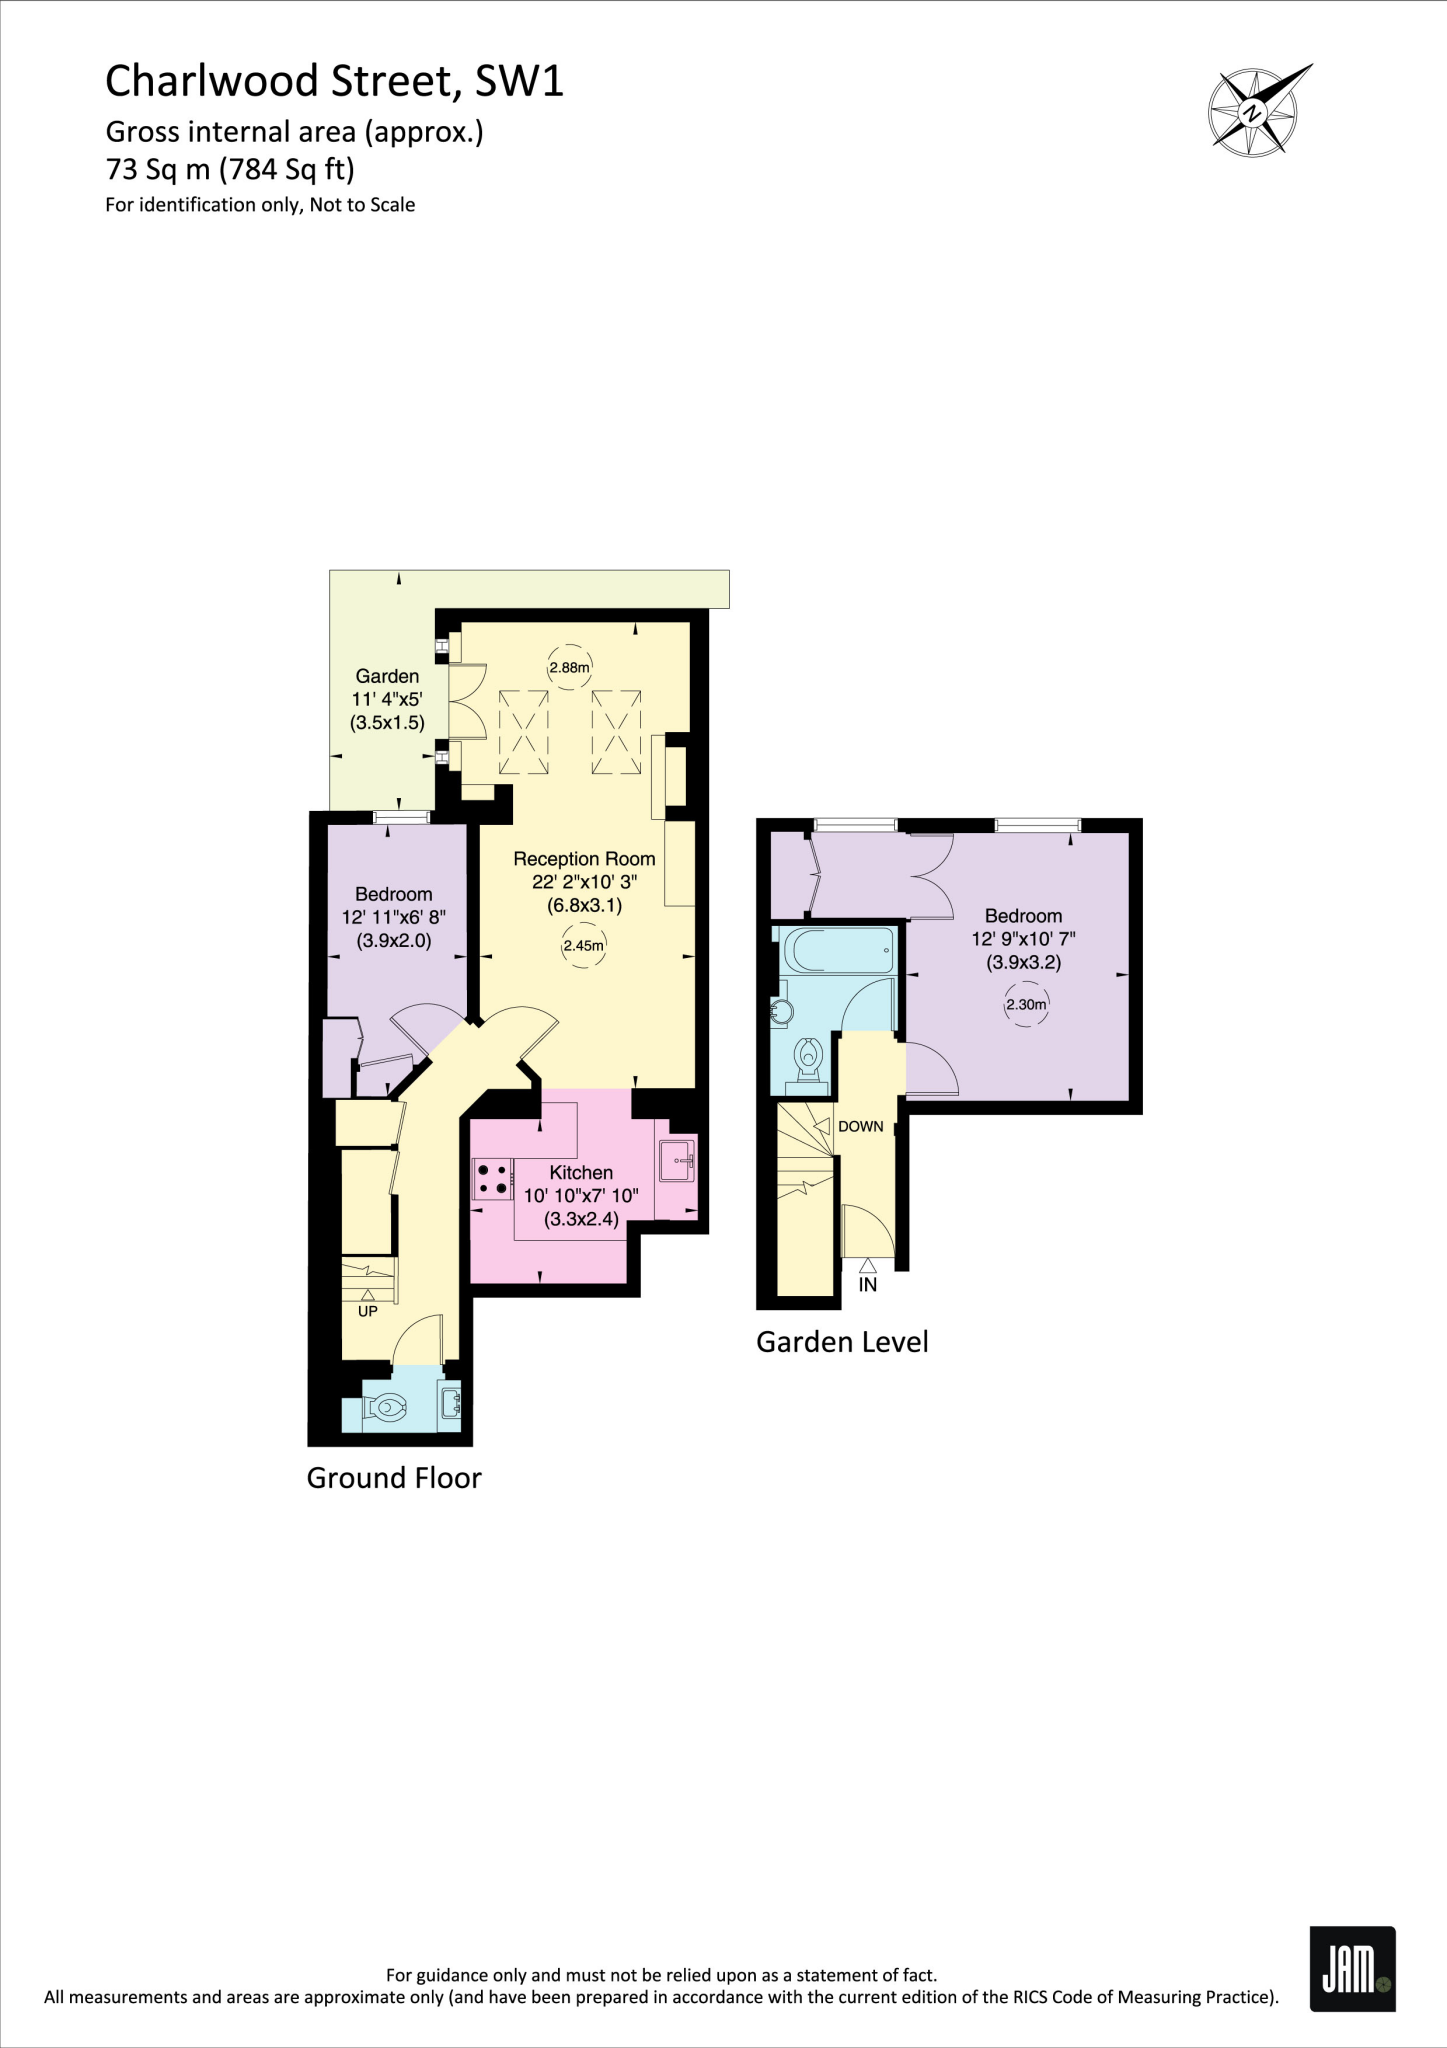 Charlwood Street, SW1
Gross internal area (approx.)
73 Sq m (784 Sq ft)
For identification only, Not to Scale
N
Garden
11' 4"x5'
(3.5x1.5)
2.88m
Reception Room
22' 2"x10' 3"
(6.8x3.1)
2.45m
Bedroom
12' 11"x6' 8"
(3.9x2.0)
Kitchen
10' 10"x7' 10"
(3.3x2.4)
UP
Ground Floor
Bedroom
12' 9"x10' 7"
(3.9x3.2)
2.30m
DOWN
IN
Garden Level
For guidance only and must not be relied upon as a statement of fact.
All measurements and areas are approximate only (and have been prepared in accordance with the current edition of the RICS Code of Measuring Practice).
JAM.